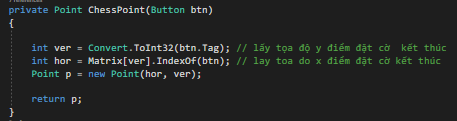 private Point ChessPoint(Button btn)
{
int ver = Convert.ToInt32(btn.Tag); // lấy tọa độ y điểm đặt cờ kết thúc
int hor = Matrix[ver].IndexOf(btn); // lay toa do x điểm đặt cờ kết thúc
Point p = new Point(hor, ver);
return p;
}